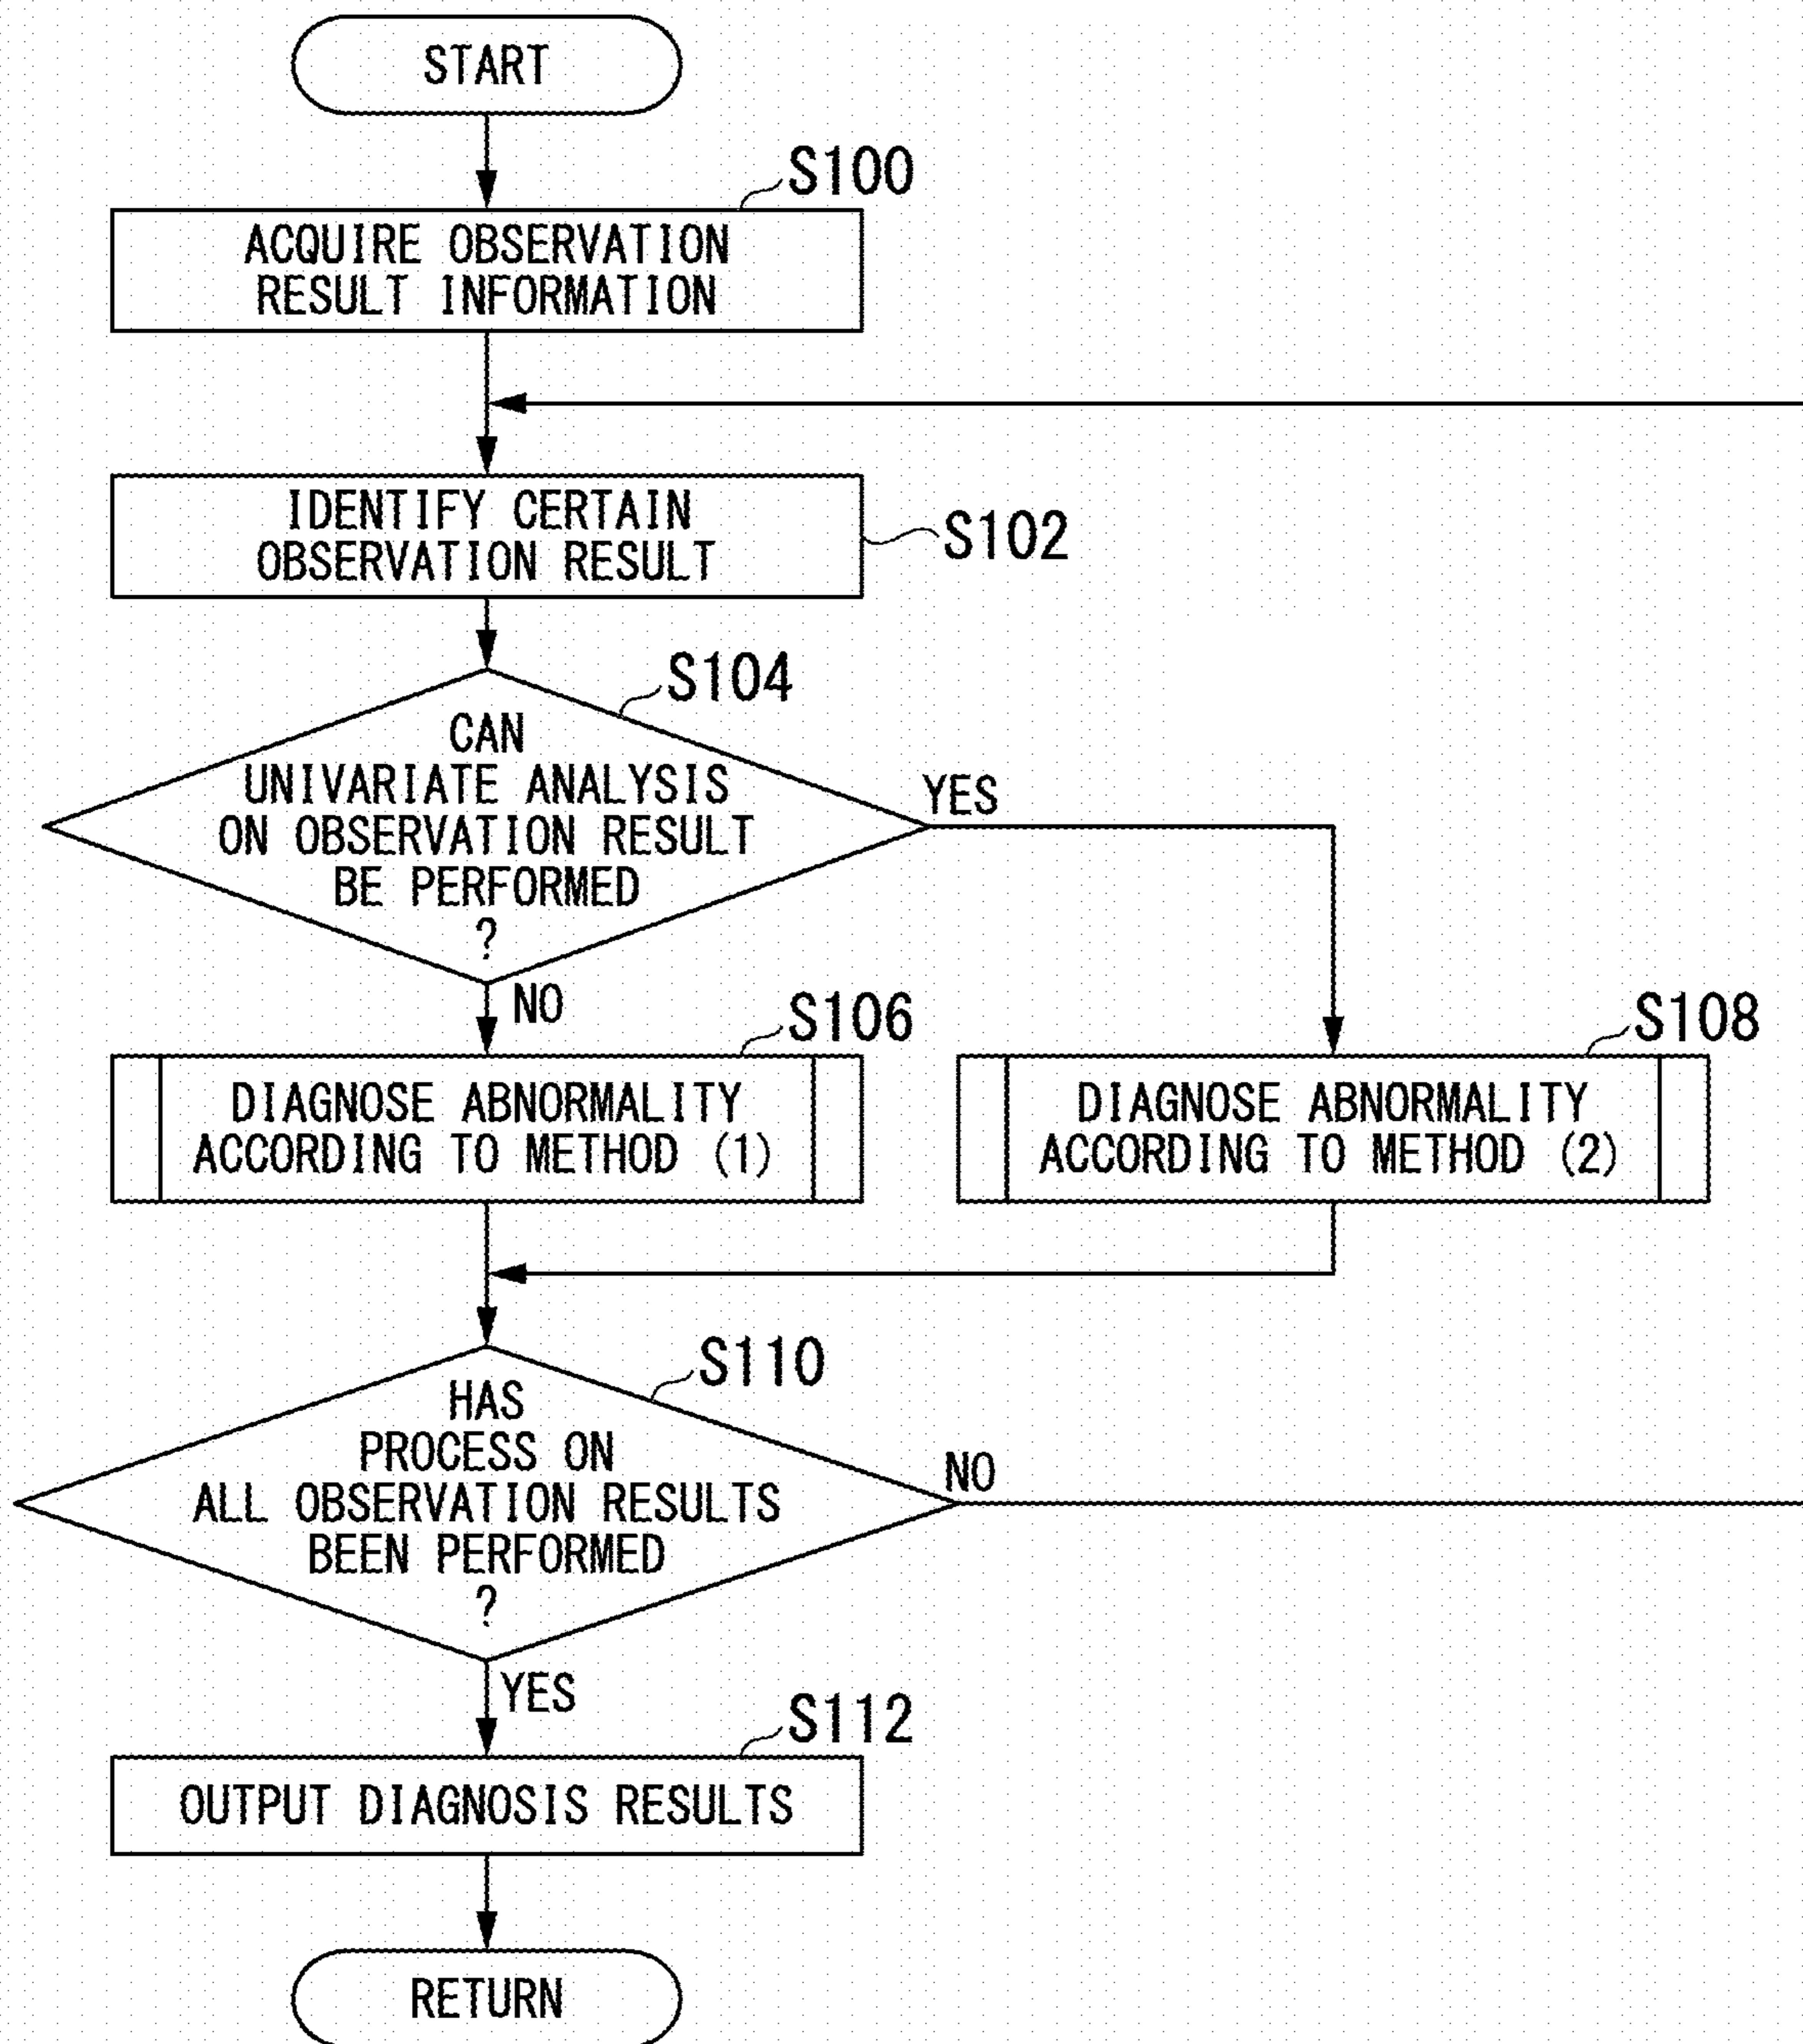 START
S100
ACQUIRE OBSERVATION
RESULT INFORMATION
IDENTIFY CERTAIN
OBSERVATION RESULT
S102
S104
CAN
UNIVARIATE ANALYSIS
ON OBSERVATION RESULT
BE PERFORMED
?
YES
NO
S106
DIAGNOSE ABNORMALITY
ACCORDING TO METHOD (1)
S108
DIAGNOSE ABNORMALITY
ACCORDING TO METHOD (2)
S110
HAS
PROCESS ON
ALL OBSERVATION RESULTS
BEEN PERFORMED
?
NO
YES
S112
OUTPUT DIAGNOSIS RESULTS
RETURN